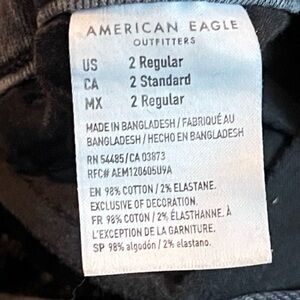 AMERICAN EAGLE
OUTFITTERS
US 2 Regular
CA 2 Standard
MX 2 Regular
MADE IN BANGLADESH / FABRIQUÉ AU
BANGLADESH / HECHO EN BANGLADESH
RN 54485/CA 03873
RFC# AEM120605U9A
EN 98% COTTON / 2% ELASTANE.
EXCLUSIVE OF DECORATION.
FR 98% COTON / 2% ÉLASTHANNE. À
L'EXCEPTION DE LA GARNITURE.
SP 98% algodón / 2% elastano.